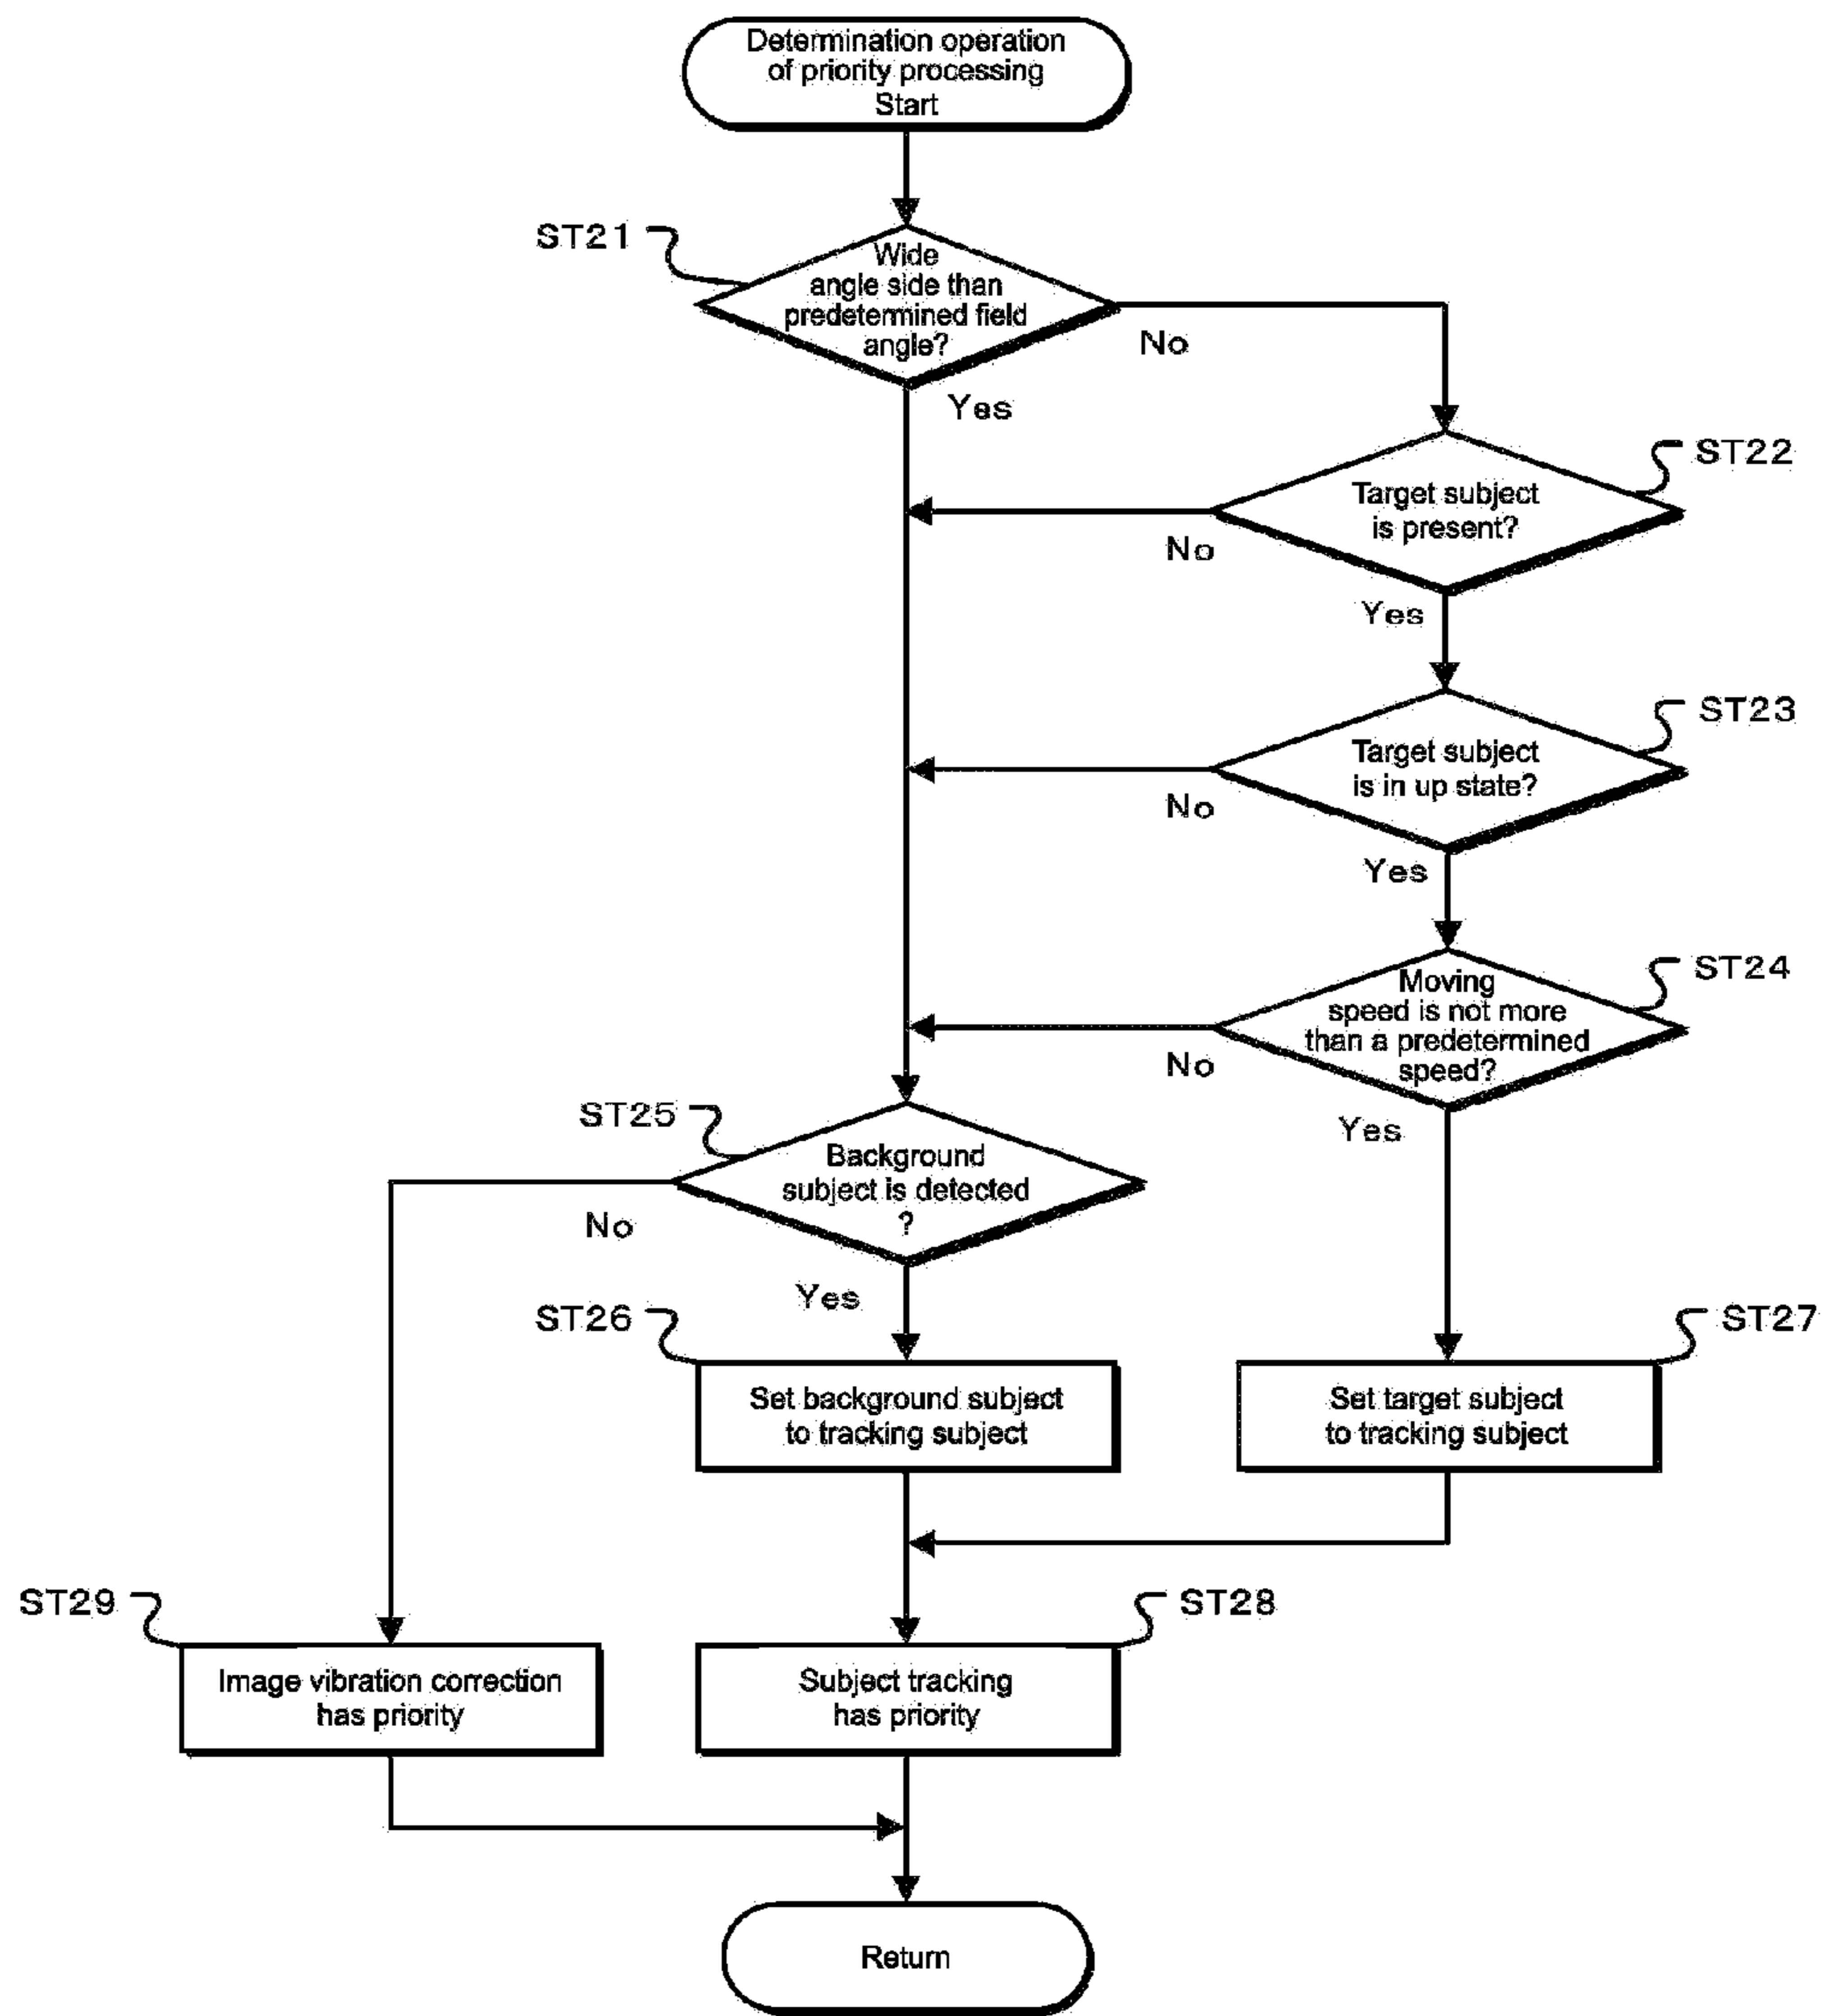 Determination operation
of priority processing
Start
ST21
Wide
angle side than
predetermined field
angle?
No
Yes
ST22
Target subject
is present?
No
Yes
ST23
Target subject
is in up state?
No
Yes
ST24
Moving
speed is not more
than a predetermined
speed?
No
Yes
ST25
Background
subject is detected
?
No
Yes
ST26
Set background subject
to tracking subject
ST27
Set target subject
to tracking subject
ST29
Image vibration correction
has priority
ST28
Subject tracking
has priority
Return